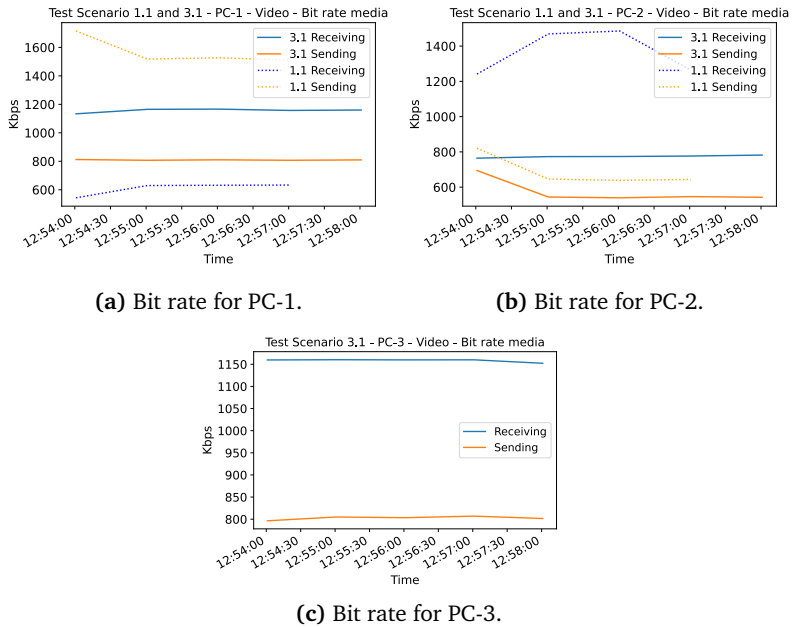 Test Scenario 1.1 and 3.1 - PC-1 - Video - Bit rate media
3.1 Receiving
3.1 Sending
1.1 Receiving
1.1 Sending
1600
1400
1200
1000
800
600
Kbps
12:54:00
12:54:30
12:55:00
12:55:30
12:56:00
12:56:30
12:57:00
12:57:30
12:58:00
Time
(a) Bit rate for PC-1.
Test Scenario 1.1 and 3.1 - PC-2 - Video - Bit rate media
3.1 Receiving
3.1 Sending
1.1 Receiving
1.1 Sending
1400
1200
1000
800
600
Kbps
12:54:00
12:54:30
12:55:00
12:55:30
12:56:00
12:56:30
12:57:00
12:57:30
12:58:00
Time
(b) Bit rate for PC-2.
Test Scenario 3.1 - PC-3 - Video - Bit rate media
1150
1100
1050
1000
950
900
850
800
Kbps
Receiving
Sending
12:54:00
12:54:30
12:55:00
12:55:30
12:56:00
12:56:30
12:57:00
12:57:30
12:58:00
Time
(c) Bit rate for PC-3.